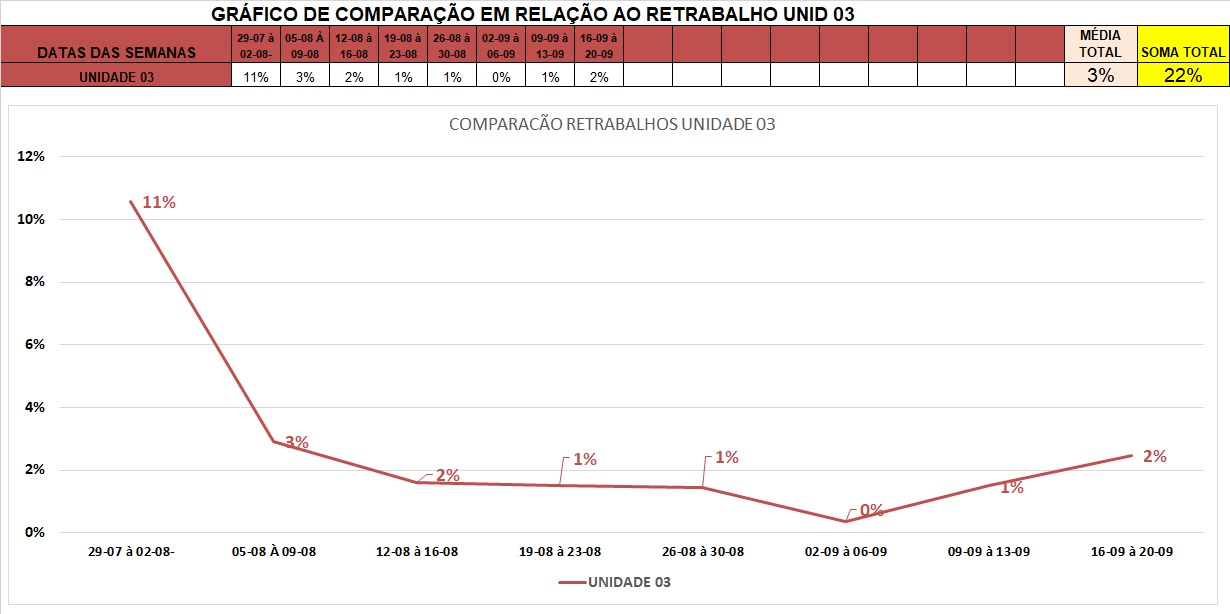 GRÁFICO DE COMPARAÇÃO EM RELAÇÃO AO RETRABALHO UNID 03
DATAS DAS SEMANAS 29-07 à 02-08- 05-08 À 09-08 12-08 à 16-08 19-08 à 23-08 26-08 à 30-08 02-09 à 06-09 09-09 à 13-09 16-09 à 20-09 MÉDIA TOTAL SOMA TOTAL
UNIDADE 03 11% 3% 2% 1% 1% 0% 1% 2% 3% 22%
COMPARACÃO RETRABALHOS UNIDADE 03
12%
11%
10%
8%
6%
4%
3%
2%
2%
1%
1%
0%
1%
2%
0%
29-07 à 02-08- 05-08 À 09-08 12-08 à 16-08 19-08 à 23-08 26-08 à 30-08 02-09 à 06-09 09-09 à 13-09 16-09 à 20-09
UNIDADE 03